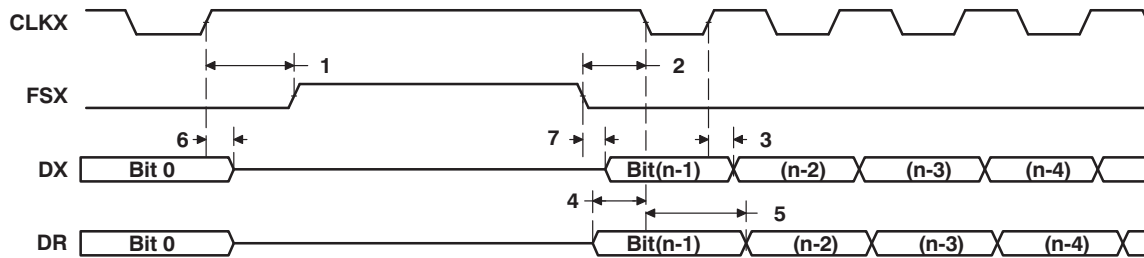 CLKX
1 2
FSX
6 7 3
DX Bit 0 Bit(n-1) (n-2) (n-3) (n-4)
4 5
DR Bit 0 Bit(n-1) (n-2) (n-3) (n-4)